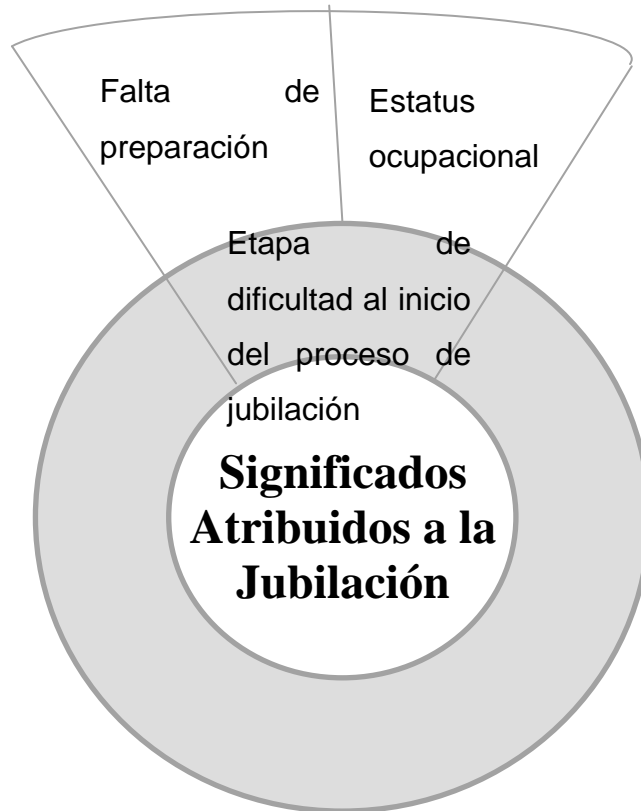 Falta de
preparación
Estatus
ocupacional
Etapa de
dificultad al inicio
del proceso de
jubilación
Significados
Atribuidos a la
Jubilación